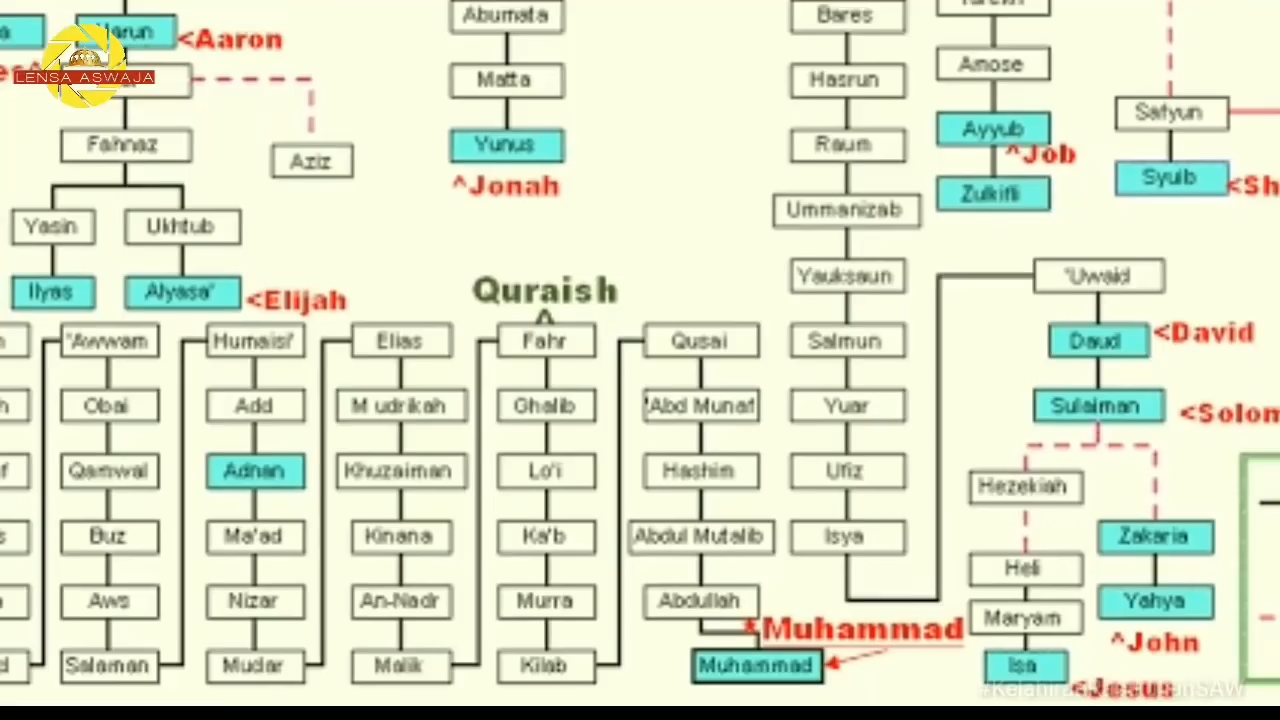 Abumata
Bares
Harun
<Aaron
Matta
Hasrun
Amose
LENSA ASWAJA
Safyun
Fahnaz
Aziz
Yunus
Raum
Ayyub
^Job
^Jonah
Syuib
<Sh
Zulkifli
Yasin
Ukhtub
Ummanizab
Ilyas
Alyasa'
<Elijah
Quraish
^
Yauksaun
'Uwaid
'Awwam
Humaisi'
Elias
Fahr
Qusai
Salmun
Daud
<David
Obai
Add
Mudrikah
Ghalib
'Abd Munaf
Yuar
Sulaiman
<Solom
Qamwal
Adnan
Khuzaiman
Lo'i
Hashim
Ufiz
Hezekiah
Buz
Ma'ad
Kinana
Ka'b
Abdul Mutalib
Isya
Zakaria
Heli
Aws
Nizar
An-Nadr
Murra
Abdullah
Maryam
Yahya
*Muhammad
^John
Salaman
Mudar
Malik
Kilab
Muhammad
Isa
<Jesus